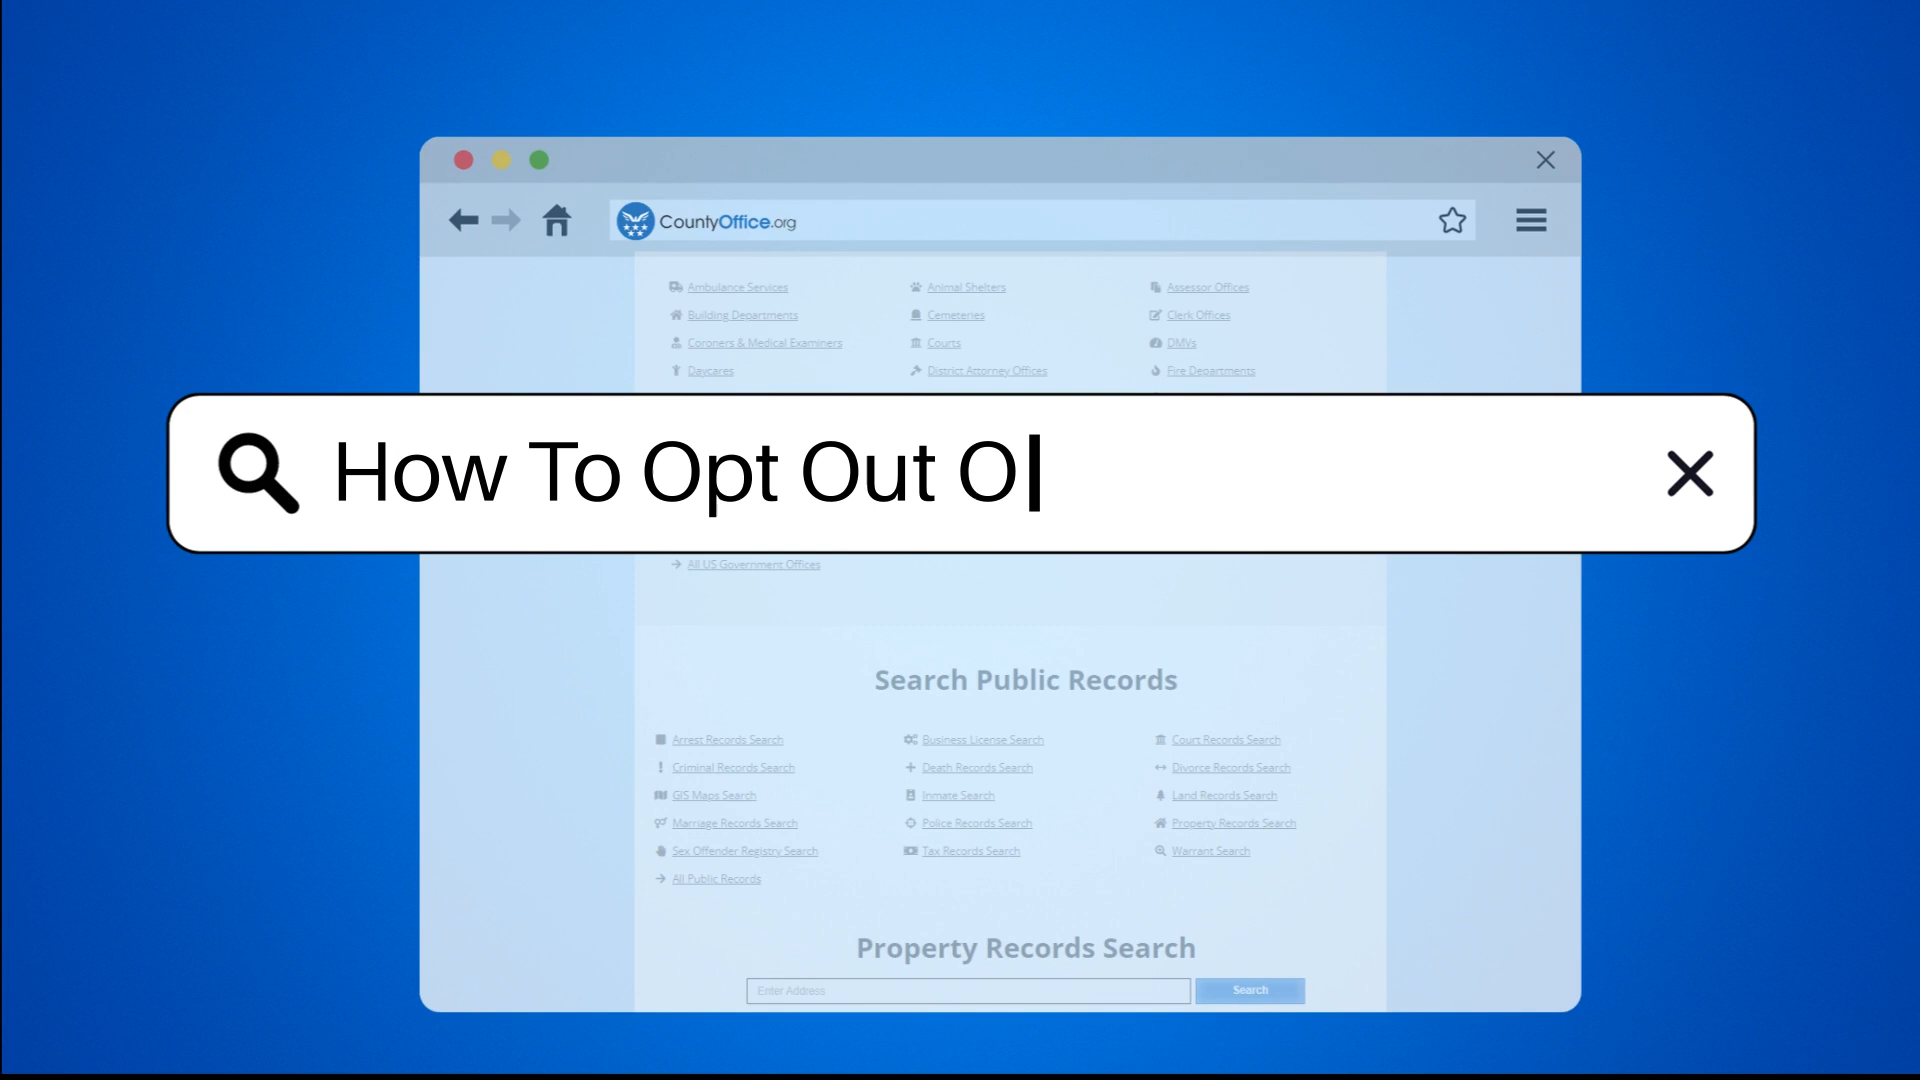 CountyOffice.org
Ambulance Services Animal Shelters Assessor Offices
Building Departments Cemeteries Clerk Offices
Coroners & Medical Examiners Courts DMVs
Daycares District Attorney Offices Fire Departments
How To Opt Out O
All US Government Offices
Search Public Records
Arrest Records Search Business License Search Court Records Search
Criminal Records Search Death Records Search Divorce Records Search
GIS Maps Search Inmate Search Land Records Search
Marriage Records Search Police Records Search Property Records Search
Sex Offender Registry Search Tax Records Search Warrant Search
All Public Records
Property Records Search
Enter Address Search